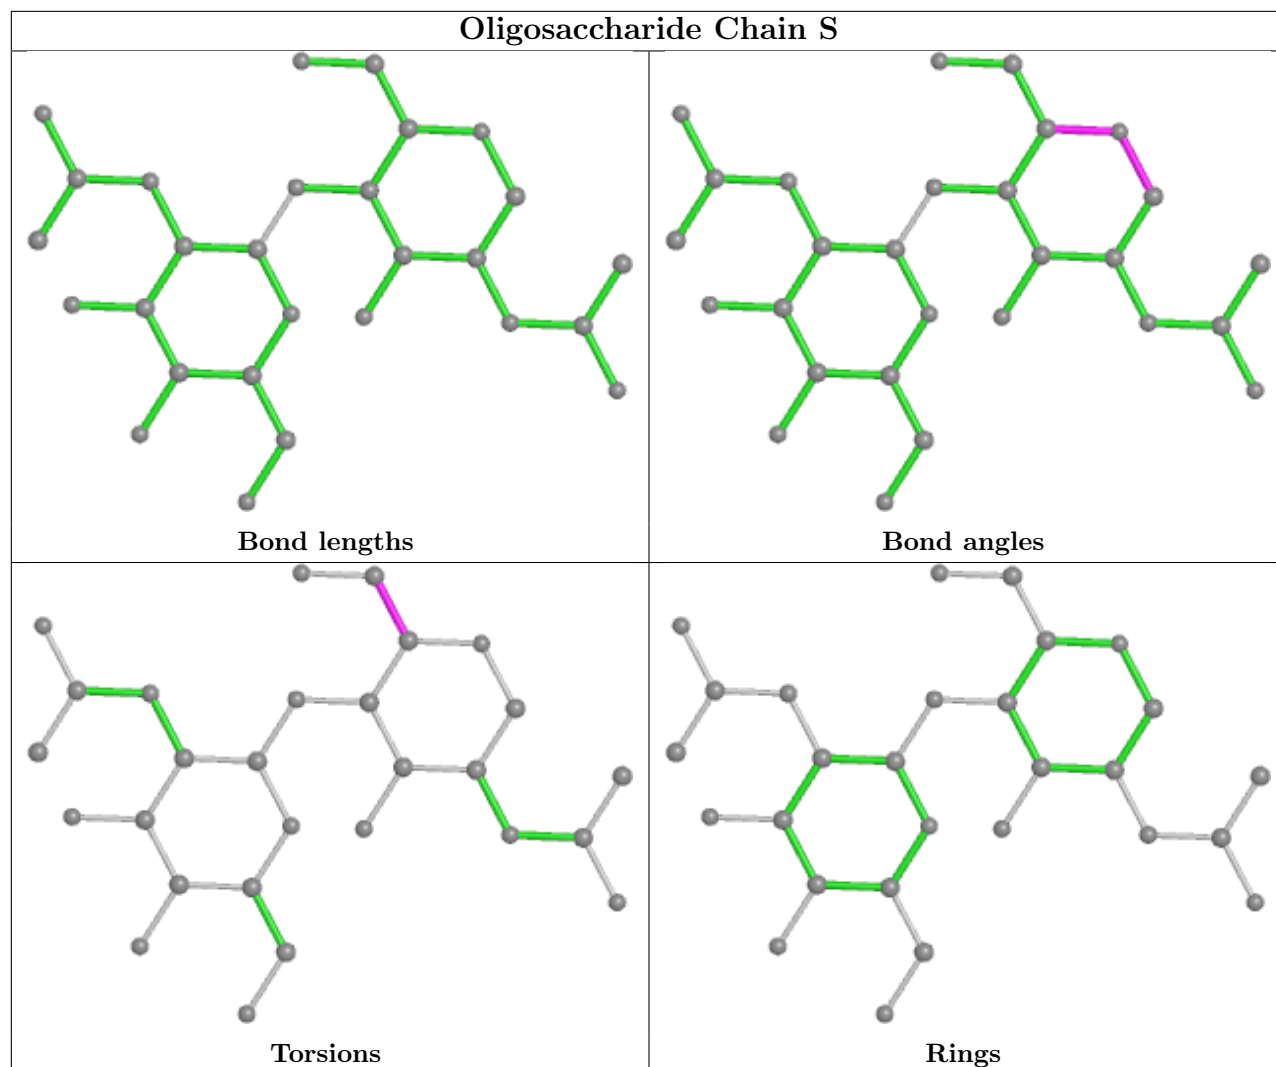 Oligosaccharide Chain S
Bond lengths
Bond angles
Torsions
Rings